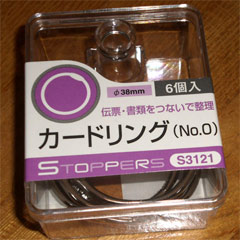 φ38mm 6個入
伝票・書類をつないで整理
カードリング(No.0)
STOPPERS S3121